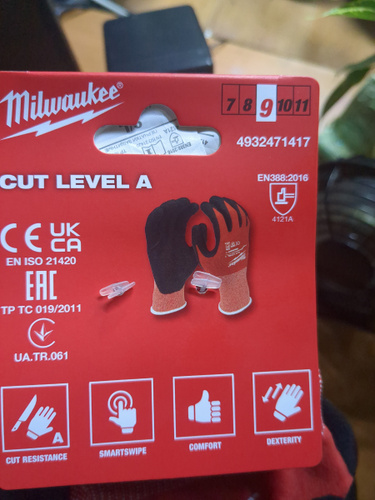 Milwaukee®
7 8 9 10 11
4932471417
CUT LEVEL A
EN388:2016
4121A
CE UK
CA
EN ISO 21420
EAC
TP TC 019/2011
UA.TR.061
A
CUT RESISTANCE
SMARTSWIPE
COMFORT
DEXTERITY